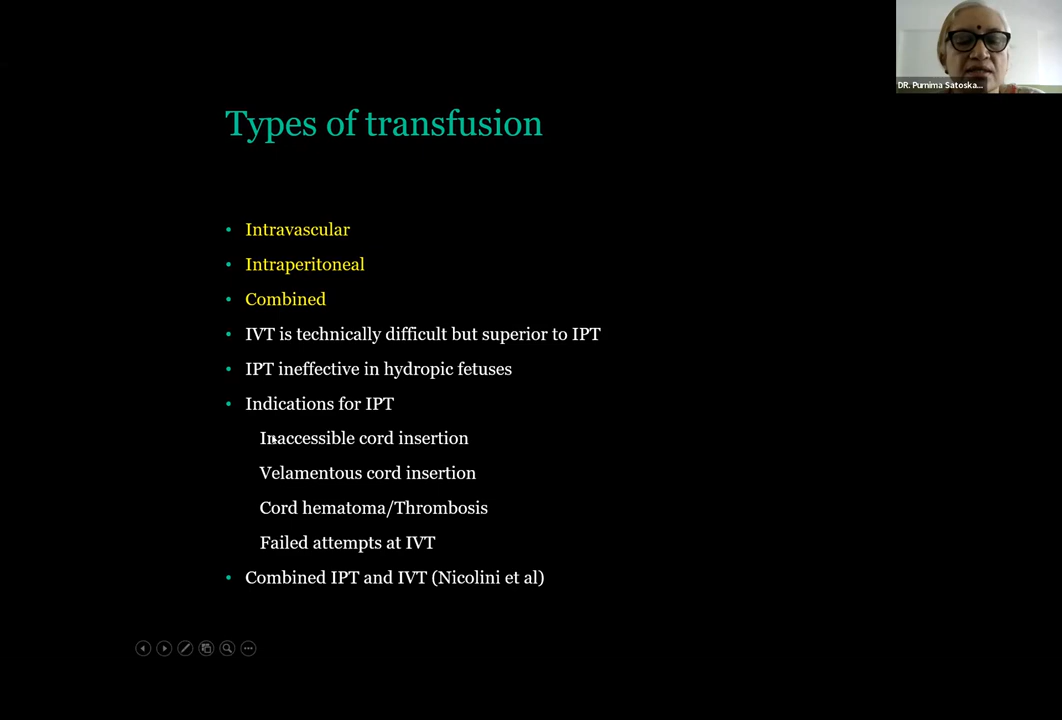 DR. Purnima Satoska...
Types of transfusion
• Intravascular
• Intraperitoneal
• Combined
• IVT is technically difficult but superior to IPT
• IPT ineffective in hydropic fetuses
• Indications for IPT
Inaccessible cord insertion
Velamentous cord insertion
Cord hematoma/Thrombosis
Failed attempts at IVT
• Combined IPT and IVT (Nicolini et al)